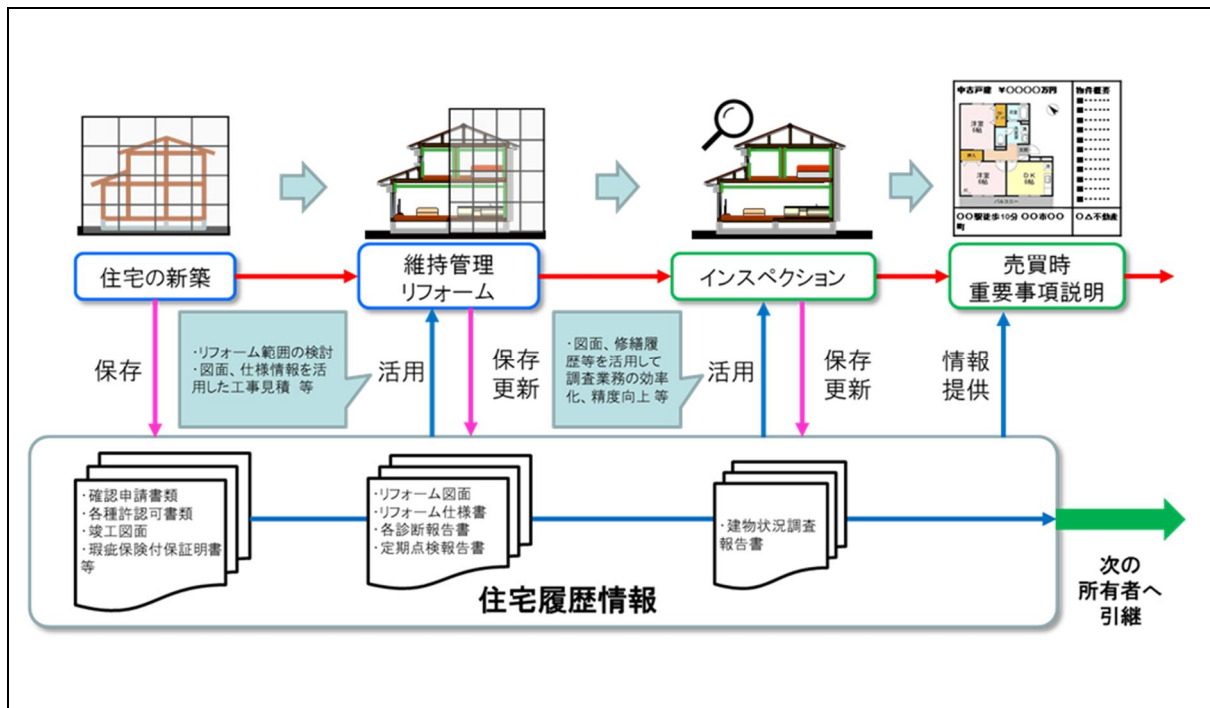 中古戸建 ¥〇〇〇〇万円
物件概要
洋室
6帖
洋室
6帖
DK
6帖
バルコニー
〇〇駅徒歩10分 〇〇市〇〇
町
〇△不動産
住宅の新築
維持管理
リフォーム
インスペクション
売買時
重要事項説明
保存
・リフォーム範囲の検討
・図面、仕様情報を活
用した工事見積 等
活用
保存
更新
・図面、修繕履
歴等を活用して
調査業務の効率
化、精度向上 等
活用
保存
更新
情報
提供
・確認申請書類
・各種許認可書類
・竣工図面
・瑕疵保険付保証明書
等
・リフォーム図面
・リフォーム仕様書
・各診断報告書
・定期点検報告書
・建物状況調査
報告書
住宅履歴情報
次の
所有者へ
引継